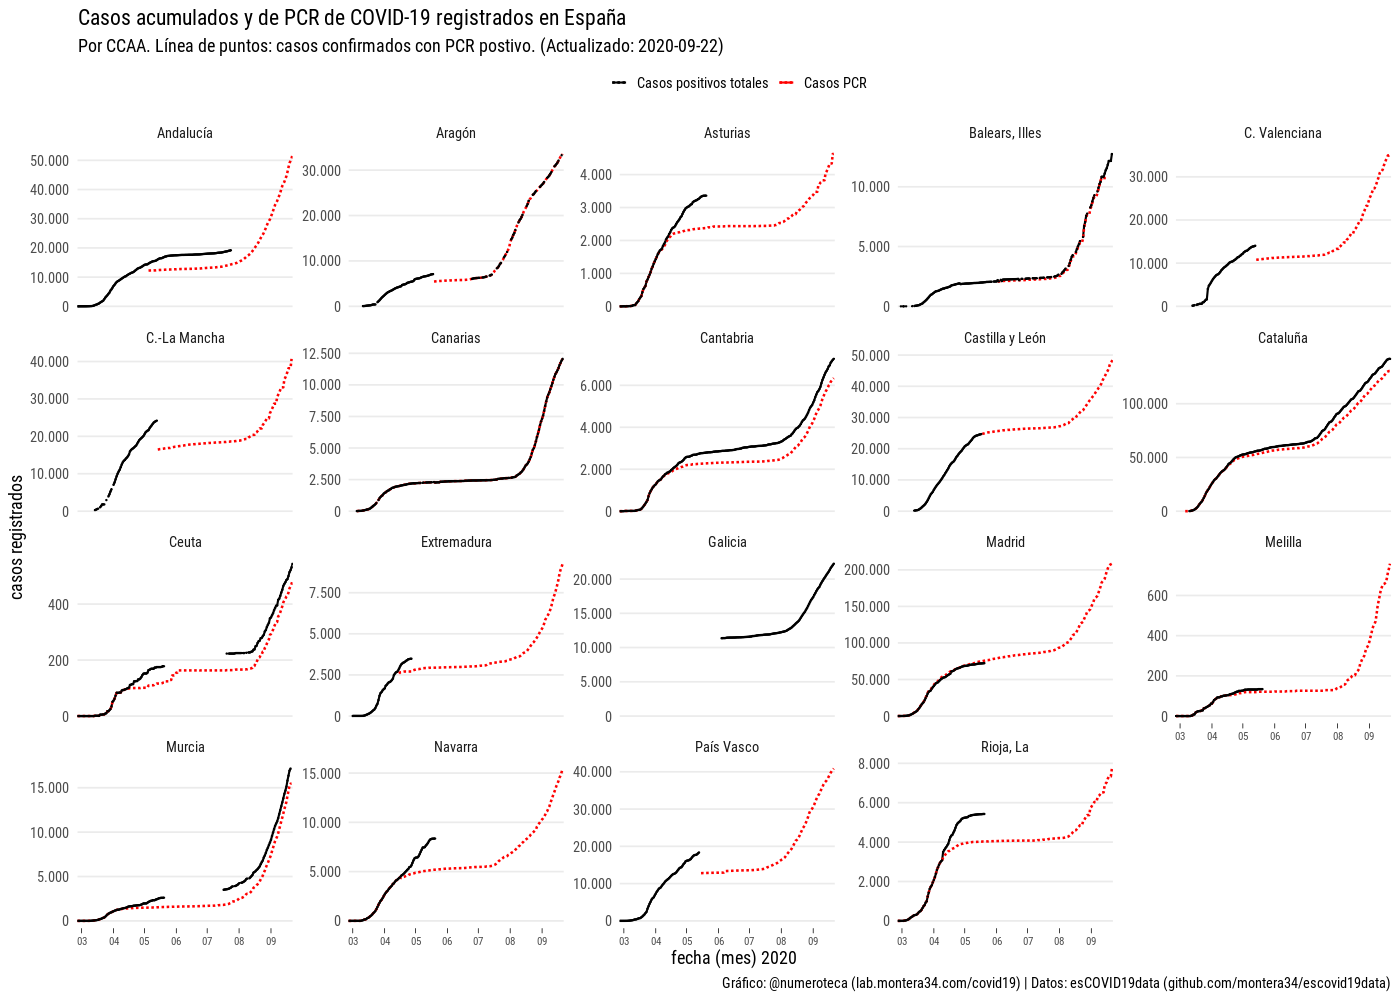 Casos acumulados y de PCR de COVID-19 registrados en España
Por CCAA. Línea de puntos: casos confirmados con PCR postivo. (Actualizado: 2020-09-22)
Casos positivos totales Casos PCR
casos registrados
Andalucía
50.000
40.000
30.000
20.000
10.000
0
Aragón
30.000
20.000
10.000
0
Asturias
4.000
3.000
2.000
1.000
0
Balears, Illes
10.000
5.000
0
C. Valenciana
30.000
20.000
10.000
0
C.-La Mancha
40.000
30.000
20.000
10.000
0
Canarias
12.500
10.000
7.500
5.000
2.500
0
Cantabria
6.000
4.000
2.000
0
Castilla y León
50.000
40.000
30.000
20.000
10.000
0
Cataluña
100.000
50.000
0
Ceuta
400
200
0
Extremadura
7.500
5.000
2.500
0
Galicia
20.000
15.000
10.000
5.000
0
Madrid
200.000
150.000
100.000
50.000
0
Melilla
600
400
200
0
03 04 05 06 07 08 09
Murcia
15.000
10.000
5.000
0
03 04 05 06 07 08 09
Navarra
15.000
10.000
5.000
0
03 04 05 06 07 08 09
País Vasco
40.000
30.000
20.000
10.000
0
03 04 05 06 07 08 09
Rioja, La
8.000
6.000
4.000
2.000
0
03 04 05 06 07 08 09
fecha (mes) 2020
Gráfico: @numeroteca (lab.montera34.com/covid19) | Datos: esCOVID19data (github.com/montera34/escovid19data)